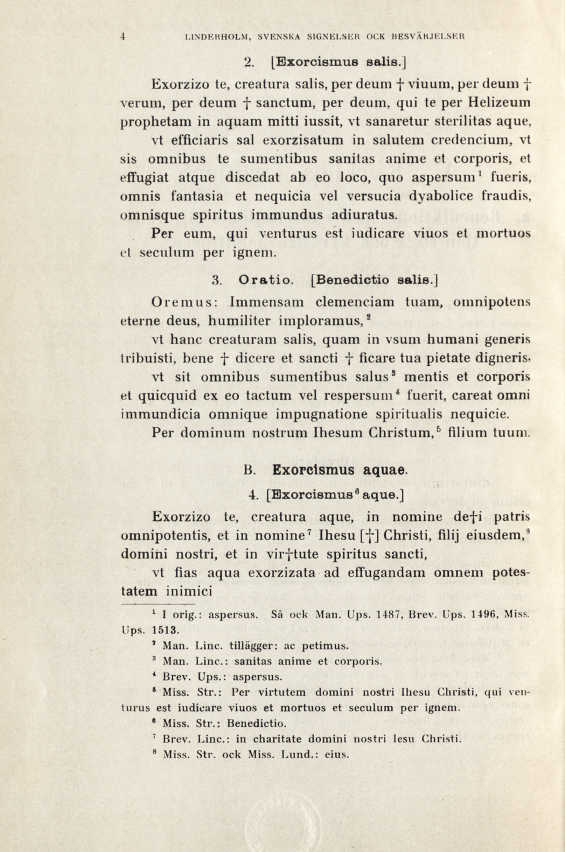 4 LINDERHOLM, SVENSKA SIGNELSER OCK BESVÄRJELSER
2. [Exorcismus salis.]
Exorzizo te, creatura salis, per deum † viuum, per deum †
verum, per deum † sanctum, per deum, qui te per Helizeum
prophetam in aquam mitti iussit, vt sanaretur sterilitas aque,
vt efficiaris sal exorzisatum in salutem credencium, vt
sis omnibus te sumentibus sanitas anime et corporis, et
effugiat atque discedat ab eo loco, quo aspersum¹ fueris,
omnis fantasia et nequicia vel versucia dyabolice fraudis,
omnisque spiritus immundus adiuratus.
Per eum, qui venturus est iudicare viuos et mortuos
et seculum per ignem.
3. Oratio. [Benedictio salis.]
Oremus: Immensam clemenciam tuam, omnipotens
eterne deus, humiliter imploramus,²
vt hanc creaturam salis, quam in vsum humani generis
tribuisti, bene † dicere et sancti † ficare tua pietate digneris.
vt sit omnibus sumentibus salus³ mentis et corporis
et quicquid ex eo tactum vel respersum⁴ fuerit, careat omni
immundicia omnique impugnatione spiritualis nequicie.
Per dominum nostrum Ihesum Christum,⁵ filium tuum.
B. Exorcismus aquae.
4. [Exorcismus⁶ aque.]
Exorzizo te, creatura aque, in nomine de†i patris
omnipotentis, et in nomine⁷ Ihesu [†] Christi, filij eiusdem,⁸
domini nostri, et in vir†tute spiritus sancti,
vt fias aqua exorzizata ad effugandam omnem potes-
tatem inimici
¹ I orig.: aspersus. Så ock Man. Ups. 1487, Brev. Ups. 1496, Miss.
Ups. 1513.
² Man. Linc. tillägger: ac petimus.
³ Man. Linc.: sanitas anime et corporis.
⁴ Brev. Ups.: aspersus.
⁵ Miss. Str.: Per virtutem domini nostri Ihesu Christi, qui ven-
turus est iudicare viuos et mortuos et seculum per ignem.
⁶ Miss. Str.: Benedictio.
⁷ Brev. Linc.: in charitate domini nostri Iesu Christi.
⁸ Miss. Str. ock Miss. Lund.: eius.